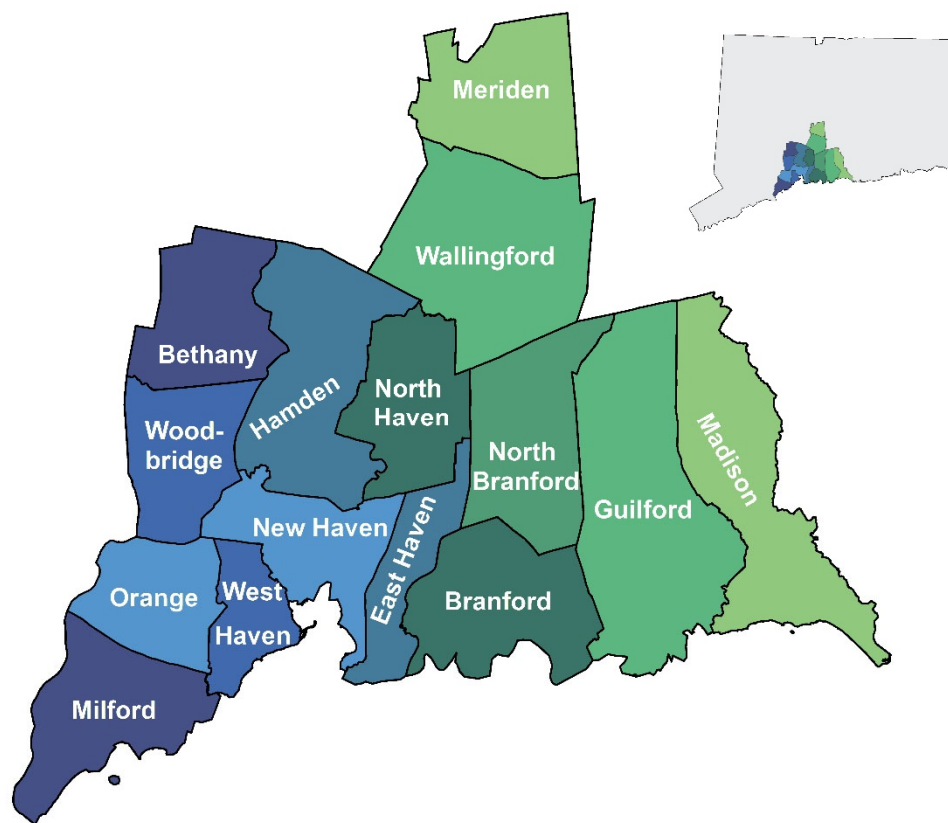 Meriden
Wallingford
Bethany
Hamden
North
Haven
Wood-
bridge
Madison
North
Branford
Guilford
New Haven
East Haven
Orange
West
Haven
Branford
Milford